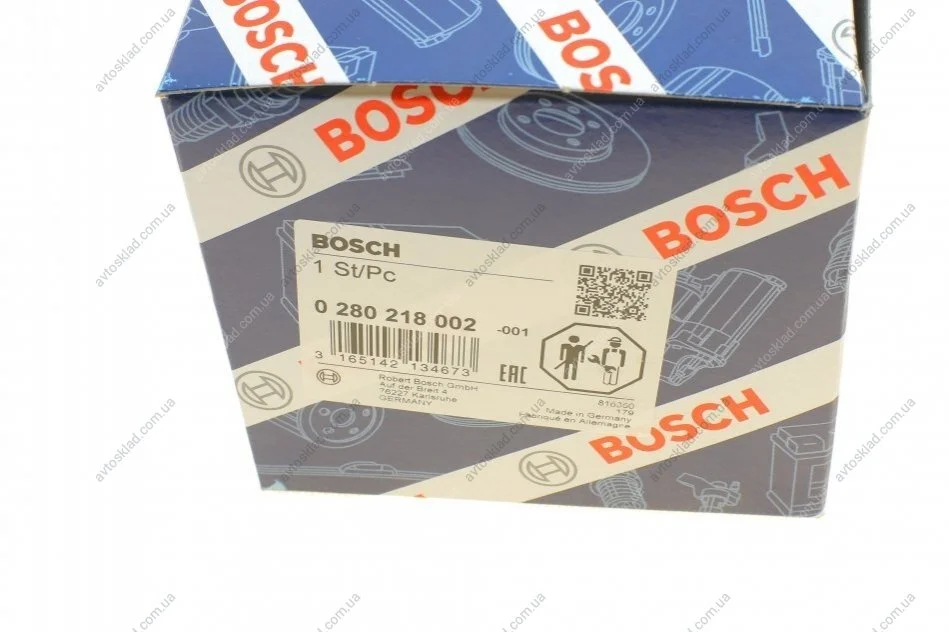 BOSCH
BOSCH
BOSCH
BOSCH
BOSCH
1 St/Pc
0 280 218 002 -001
3 165142 134673
EAC
Robert Bosch GmbH
Auf der Breit 4
76227 Karlsruhe
GERMANY
179
Made in Germany
Fabriqué en Allemagne
BOSCH
avtosklad.com.ua